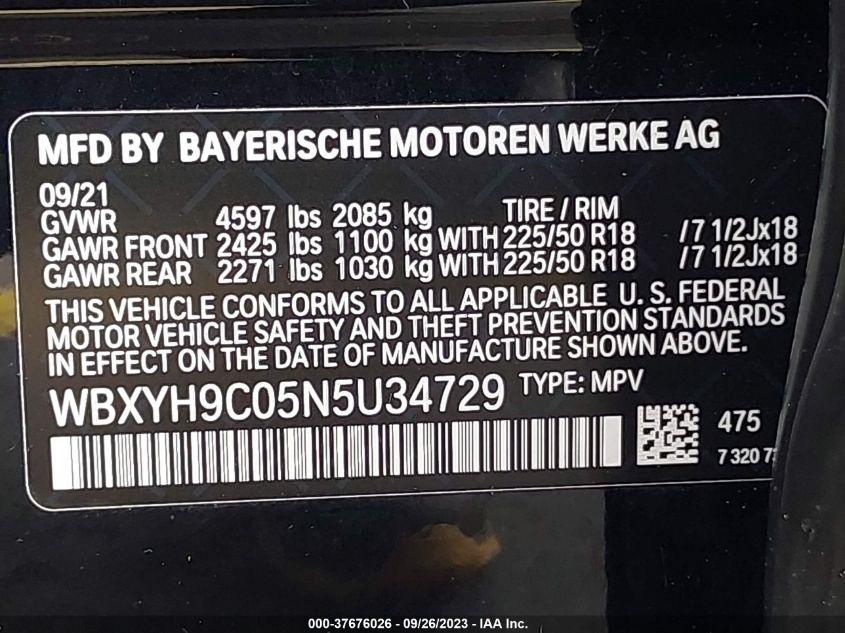 MFD BY BAYERISCHE MOTOREN WERKE AG
09/21
GVWR 4597 lbs 2085 kg TIRE / RIM
GAWR FRONT 2425 lbs 1100 kg WITH 225/50 R18 /7 1/2Jx18
GAWR REAR 2271 lbs 1030 kg WITH 225/50 R18 /7 1/2Jx18
THIS VEHICLE CONFORMS TO ALL APPLICABLE U. S. FEDERAL
MOTOR VEHICLE SAFETY AND THEFT PREVENTION STANDARDS
IN EFFECT ON THE DATE OF MANUFACTURE SHOWN ABOVE.
WBXYH9C05N5U34729 TYPE: MPV
475
7 320
000-37676026 - 09/26/2023 - IAA Inc.